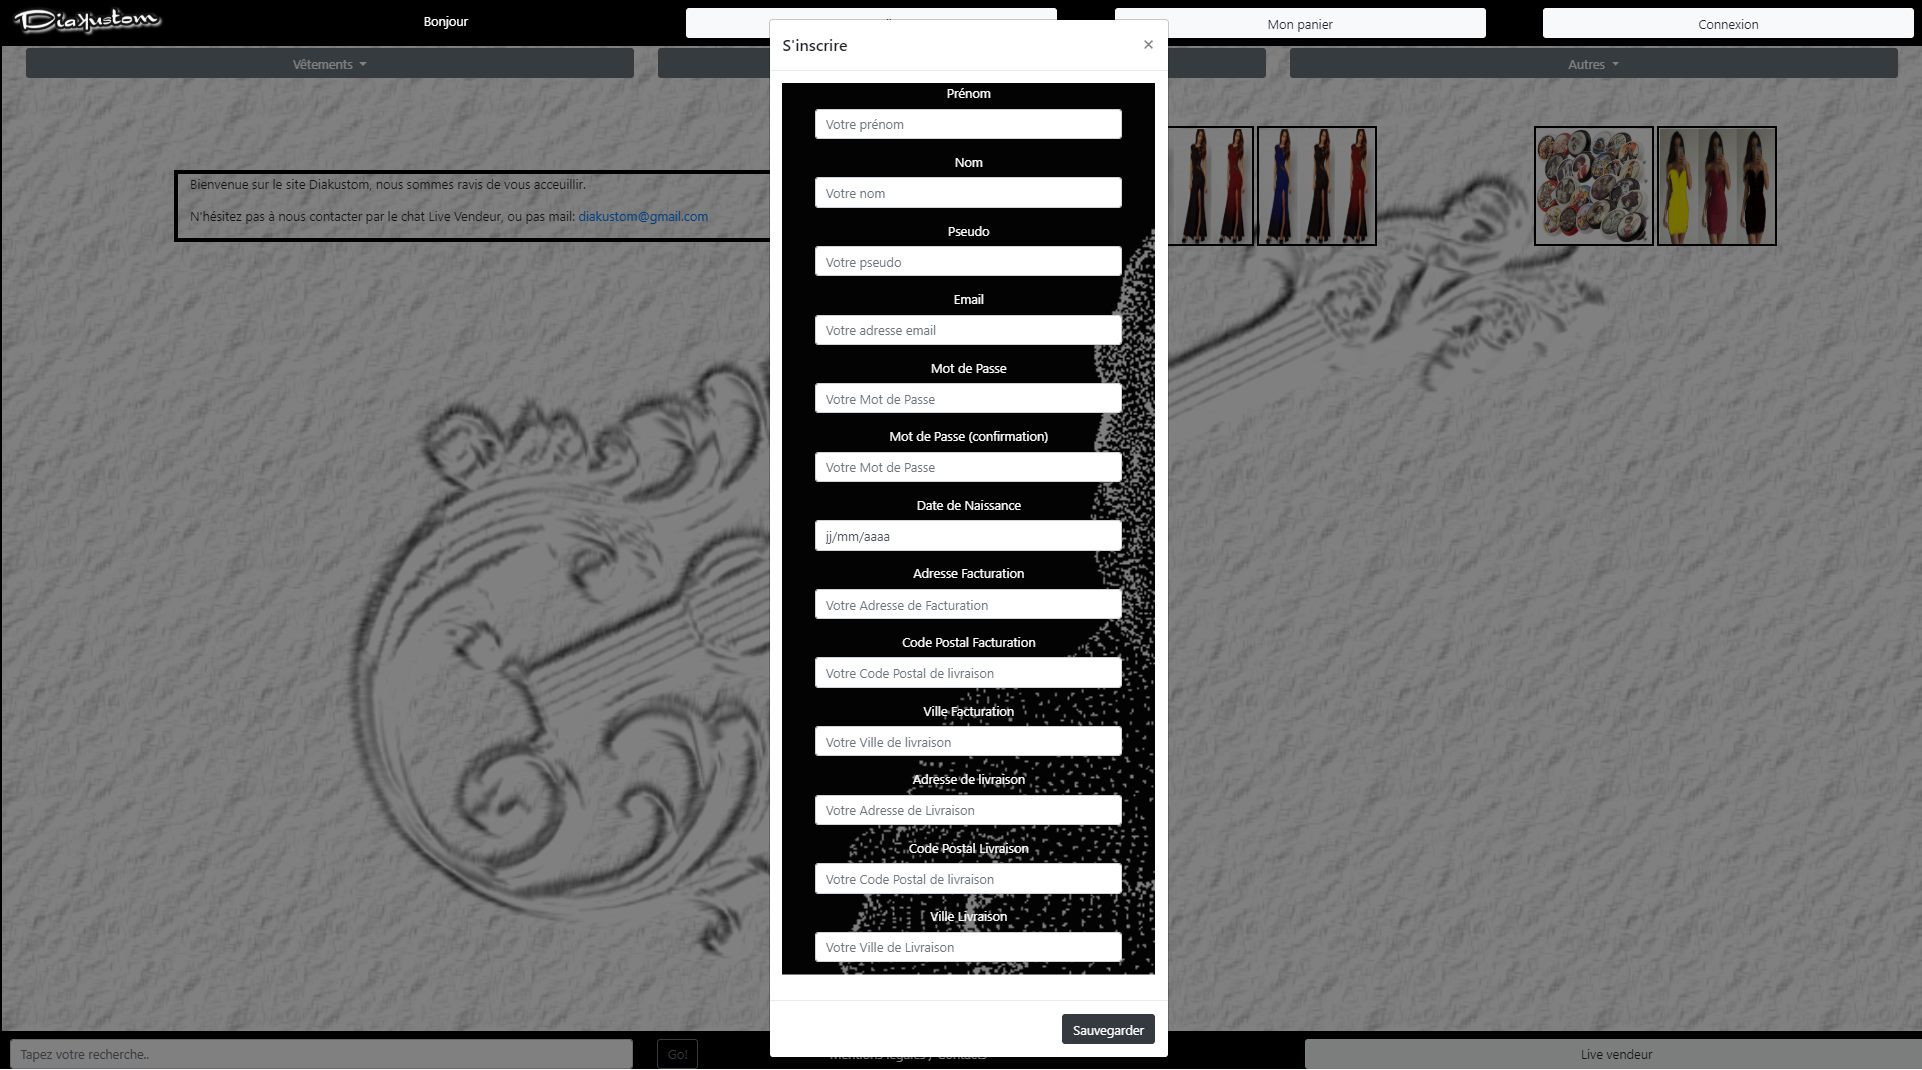 Diakustom
Bonjour
Mon panier
Connexion
Vêtements
Autres
S'inscrire
×
Bienvenue sur le site Diakustom, nous sommes ravis de vous acceuillir.
N'hésitez pas à nous contacter par le chat Live Vendeur, ou pas mail: diakustom@gmail.com
Prénom
Votre prénom
Nom
Votre nom
Pseudo
Votre pseudo
Email
Votre adresse email
Mot de Passe
Votre Mot de Passe
Mot de Passe (confirmation)
Votre Mot de Passe
Date de Naissance
jj/mm/aaaa
Adresse Facturation
Votre Adresse de Facturation
Code Postal Facturation
Votre Code Postal de livraison
Ville Facturation
Votre Ville de livraison
Adresse de livraison
Votre Adresse de Livraison
Code Postal Livraison
Votre Code Postal de livraison
Ville Livraison
Votre Ville de Livraison
Sauvegarder
Tapez votre recherche..
Go!
Mentions légales / Contacts
Live vendeur